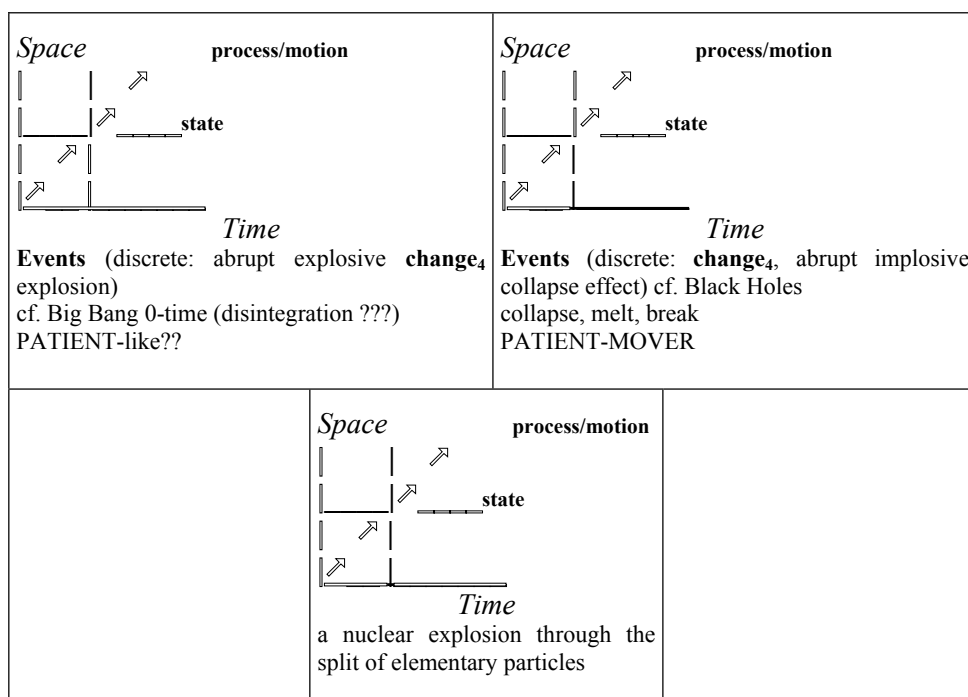 Space process/motion
state
Time
Events (discrete: abrupt explosive change₄
explosion)
cf. Big Bang 0-time (disintegration ???)
PATIENT-like??
Space process/motion
state
Time
Events (discrete: change₄, abrupt implosive
collapse effect) cf. Black Holes
collapse, melt, break
PATIENT-MOVER
Space process/motion
state
Time
a nuclear explosion through the
split of elementary particles